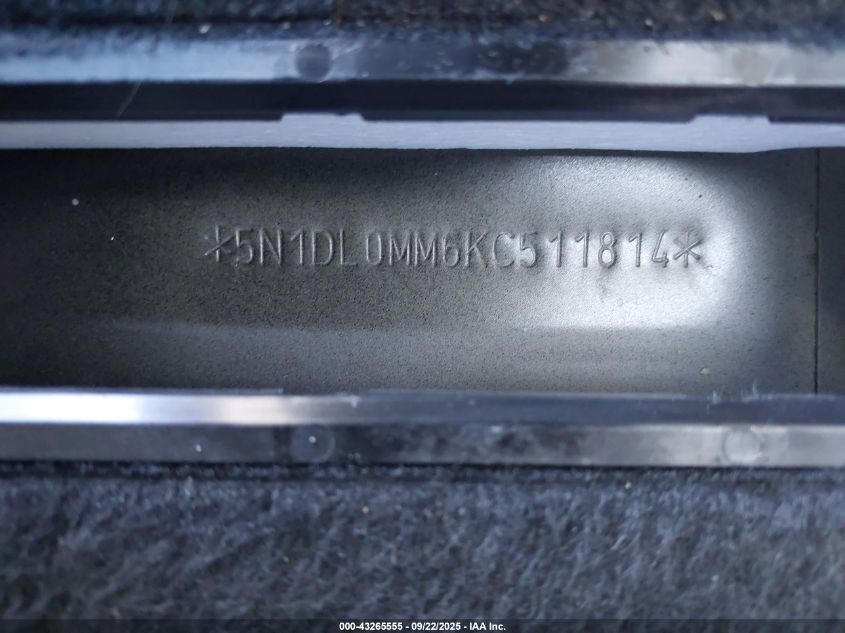 *5N1DL0MM6KC511814*
000-43265555 - 09/22/2025 - IAA Inc.